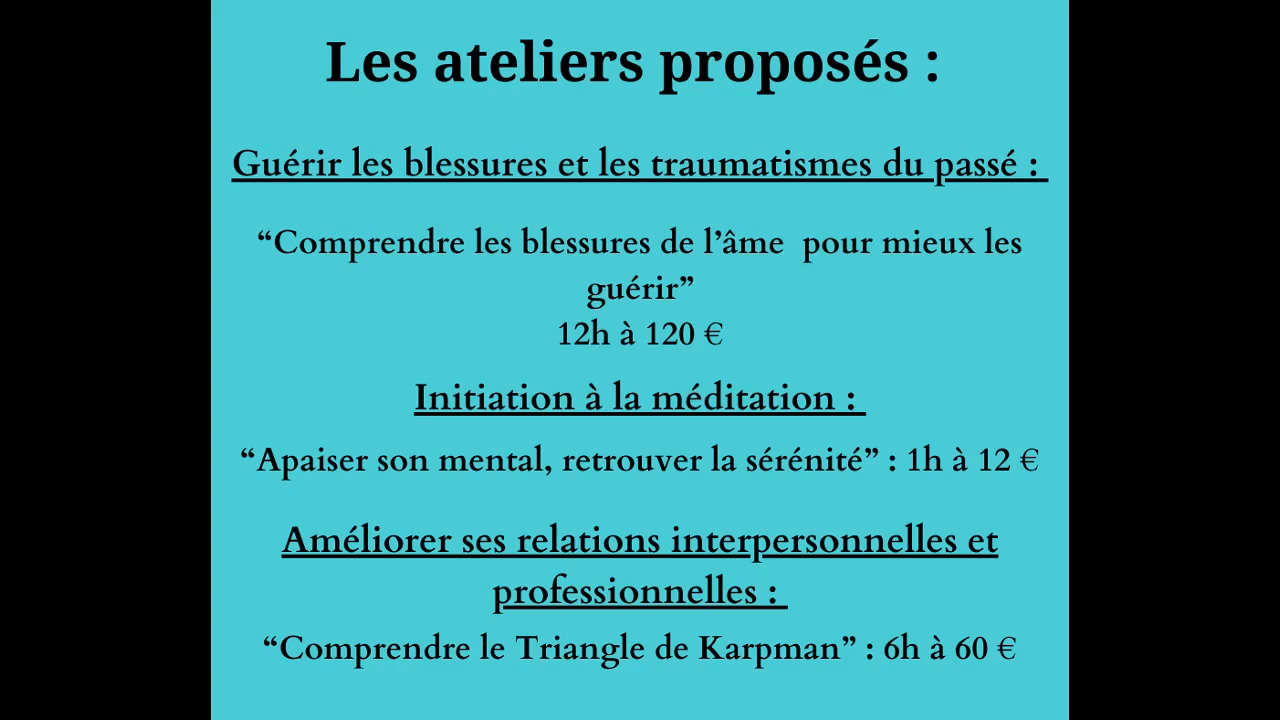 Les ateliers proposés :
Guérir les blessures et les traumatismes du passé :
“Comprendre les blessures de l’âme  pour mieux les
guérir”
12h à 120 €
Initiation à la méditation :
“Apaiser son mental, retrouver la sérénité” : 1h à 12 €
Améliorer ses relations interpersonnelles et
professionnelles :
“Comprendre le Triangle de Karpman” : 6h à 60 €